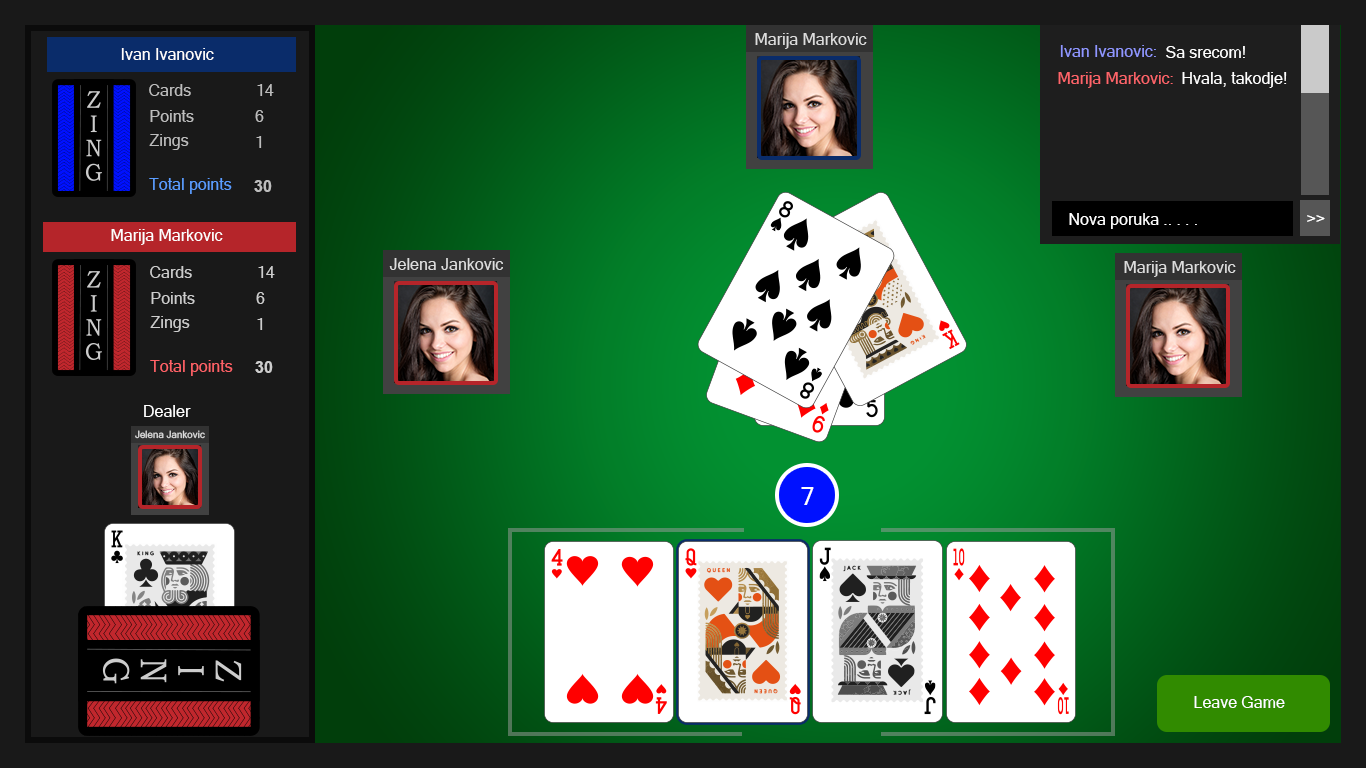 Ivan Ivanovic
ZING
Cards 14
Points 6
Zings 1
Total points 30
Marija Markovic
ZING
Cards 14
Points 6
Zings 1
Total points 30
Dealer
Jelena Jankovic
K
KING
ZING
Marija Markovic
Jelena Jankovic
Marija Markovic
Ivan Ivanovic: Sa srecom!
Marija Markovic: Hvala, takodje!
Nova poruka .. . . .
>>
8
8
K
KING
6
5
7
4
4
Q
QUEEN
QUEEN
Q
J
JACK
JACK
J
10
10
Leave Game